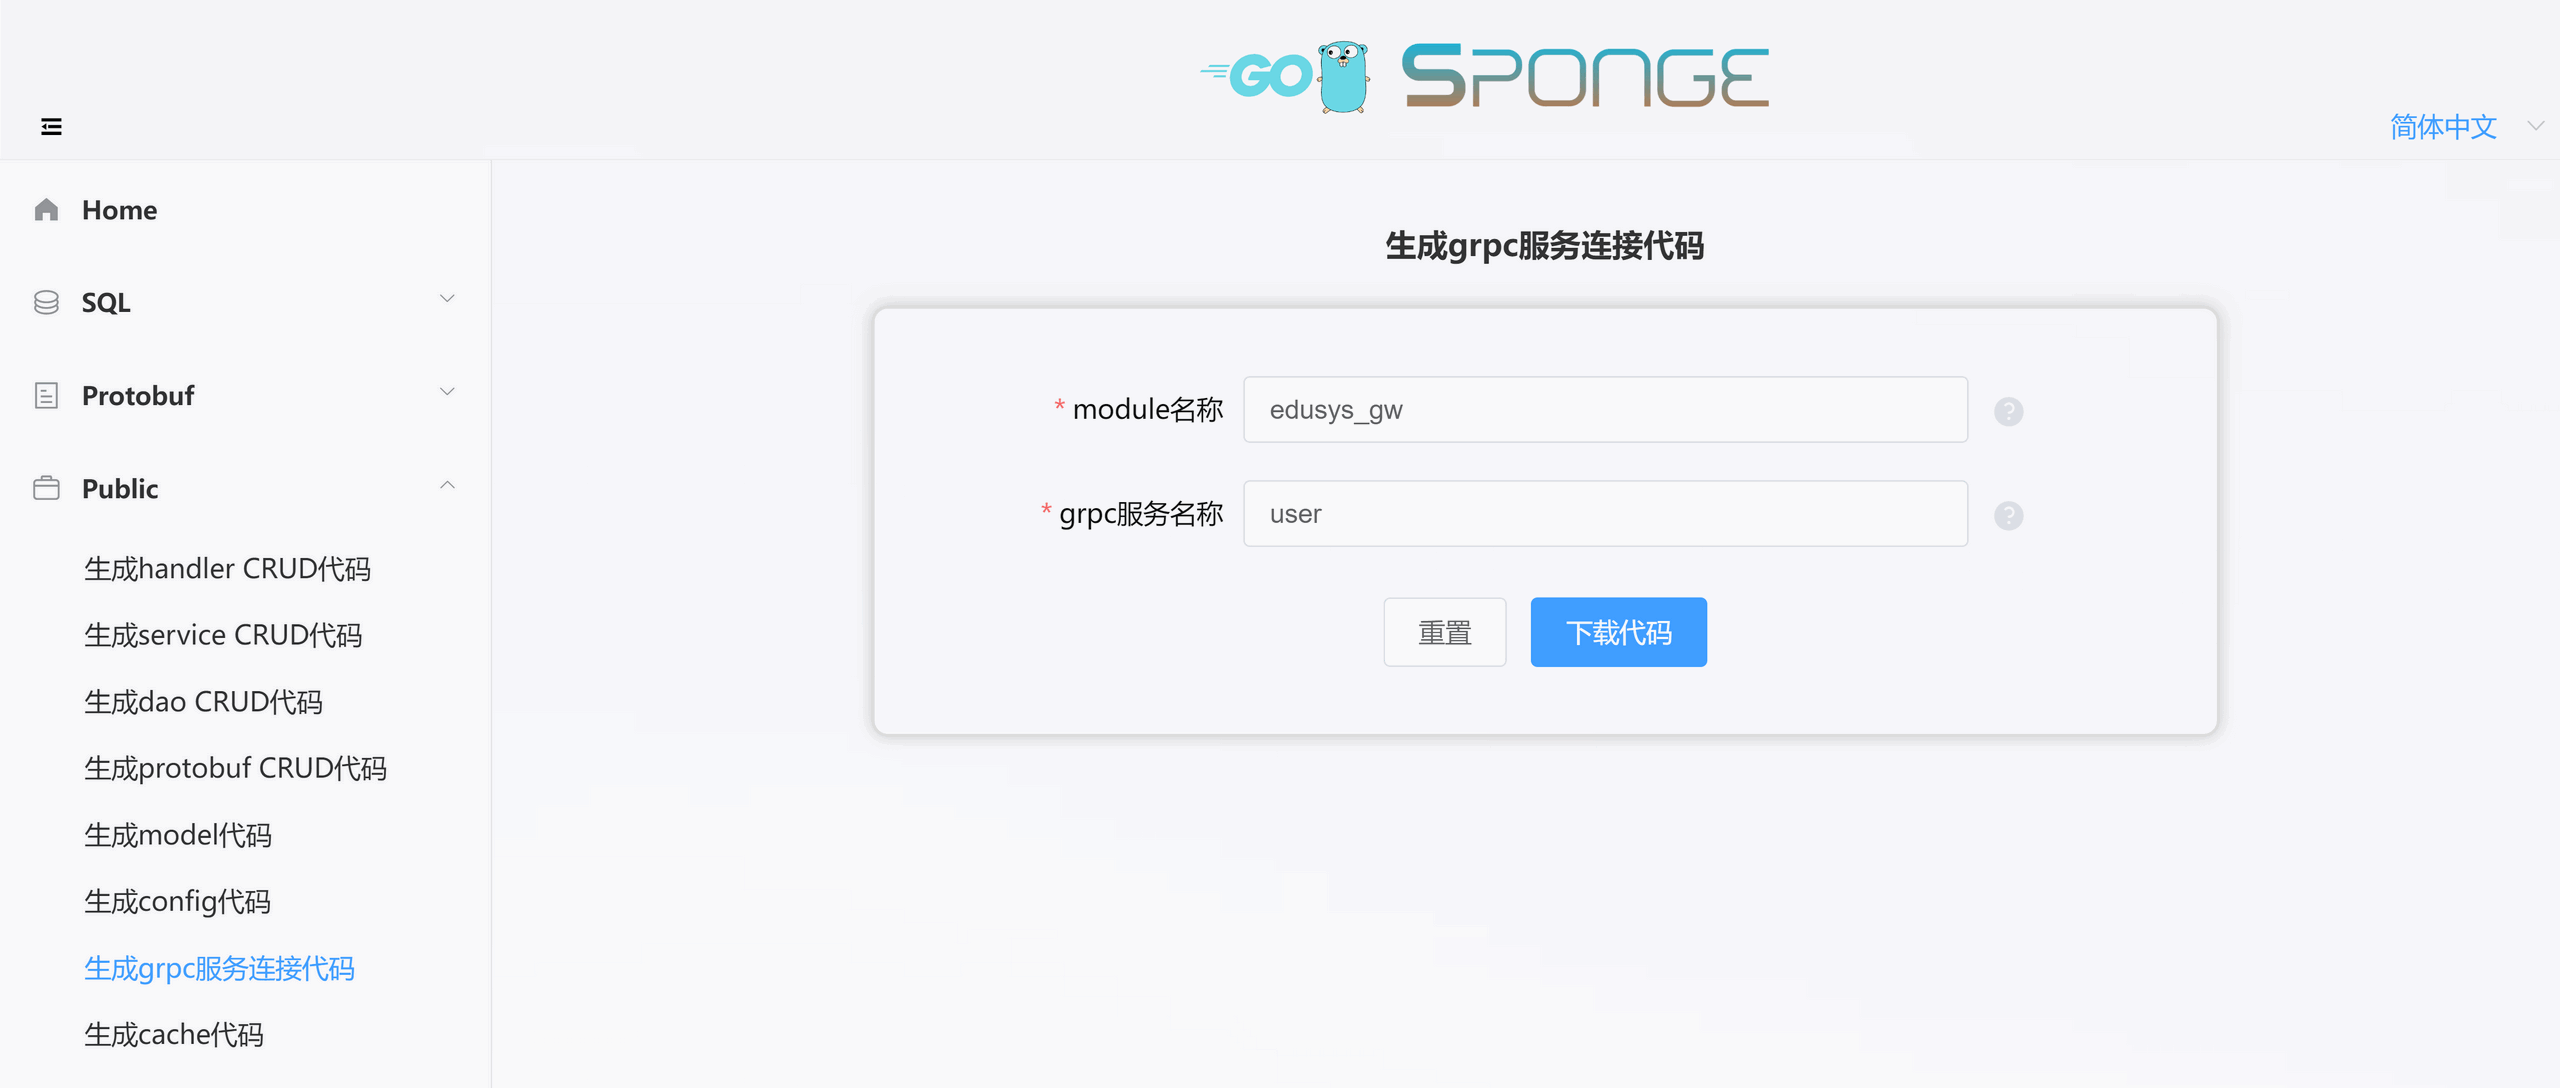 GO SPONGE
简体中文
Home
SQL
Protobuf
Public
生成handler CRUD代码
生成service CRUD代码
生成dao CRUD代码
生成protobuf CRUD代码
生成model代码
生成config代码
生成grpc服务连接代码
生成cache代码
生成grpc服务连接代码
* module名称 edusys_gw ?
* grpc服务名称 user ?
重置 下载代码